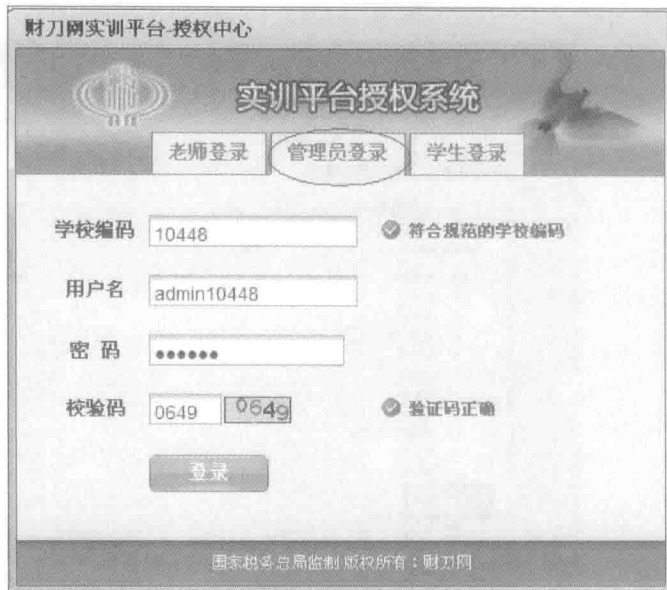 财刀网实训平台-授权中心
实训平台授权系统
老师登录 管理员登录 学生登录
学校编码 10448 符合规范的学校编码
用户名 admin10448
密 码 ●●●●●●
校验码 0649 0649 验证码正确
登录
国家税务总局监制 版权所有:财刀网